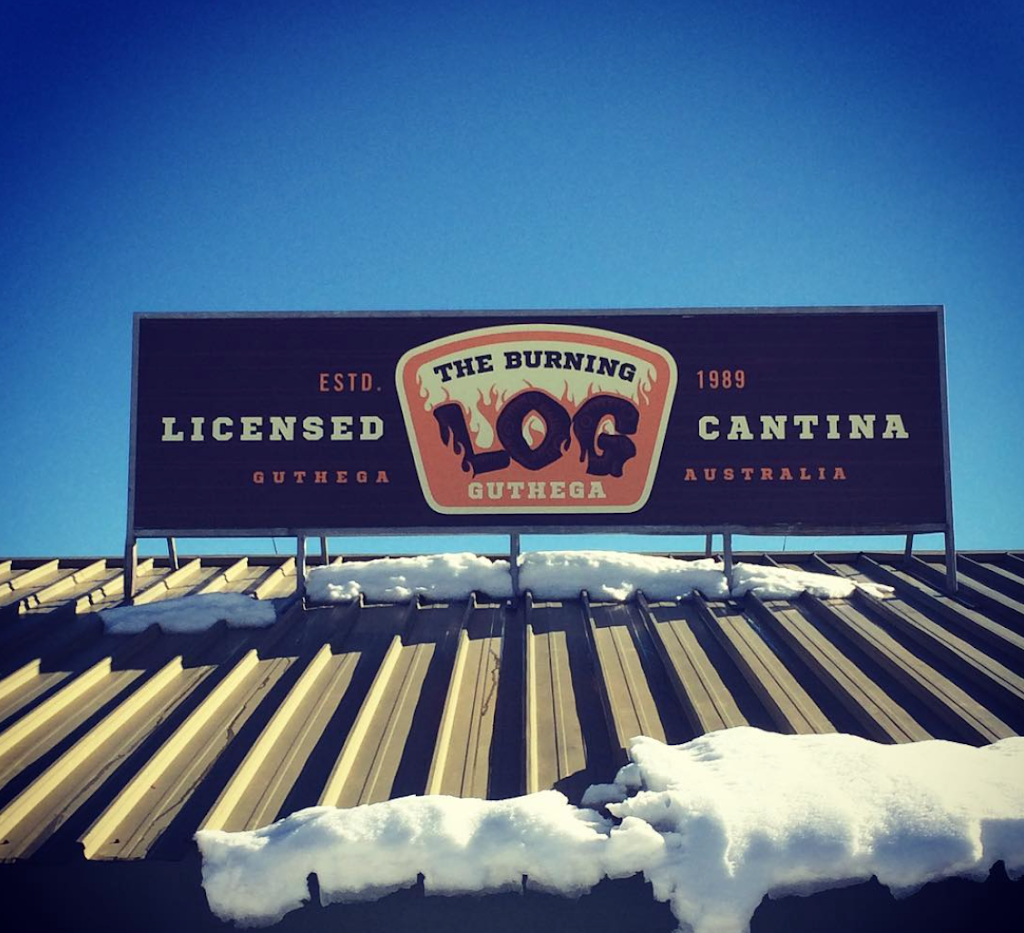 ESTD.
LICENSED
GUTHEGA
THE BURNING
LOG
GUTHEGA
1989
CANTINA
AUSTRALIA